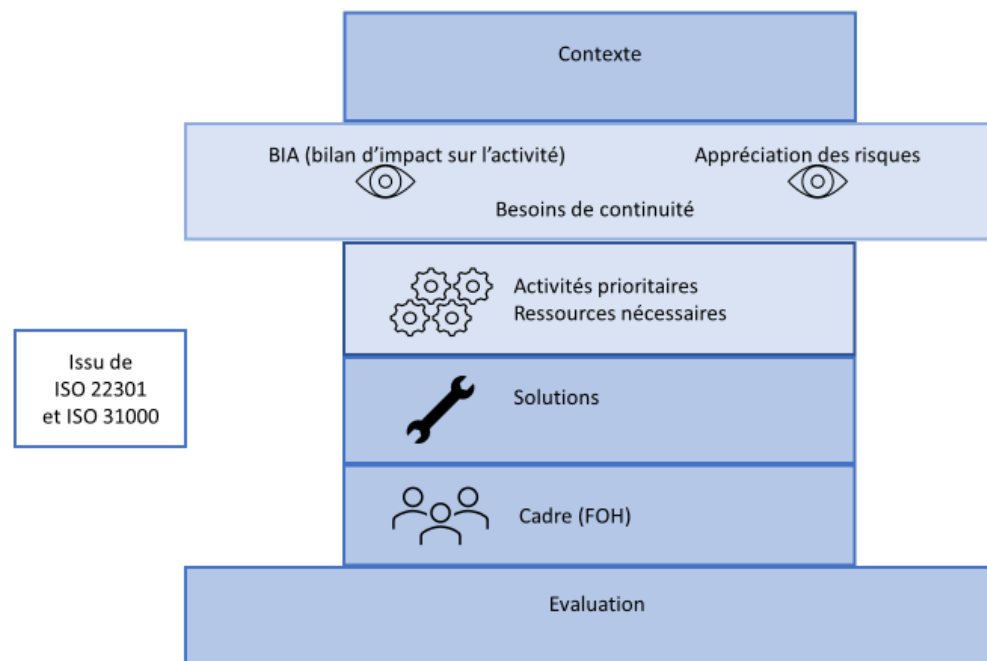 Contexte
BIA (bilan d'impact sur l'activité)
Appréciation des risques
Besoins de continuité
Activités prioritaires
Ressources nécessaires
Issu de
ISO 22301
et ISO 31000
Solutions
Cadre (FOH)
Evaluation